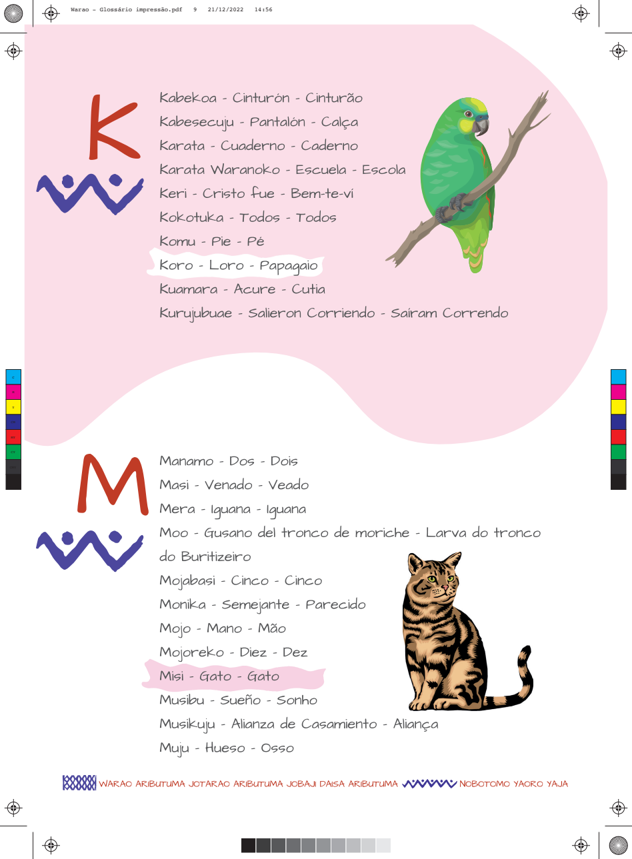 Warao - Glossário impressão.pdf 9 21/12/2022 14:56
K
Kabekoa - Cinturón - Cinturão
Kabesecuju - Pantalón - Calça
Karata - Cuaderno - Caderno
Karata Waranoko - Escuela - Escola
Keri - Cristo fue - Bem-te-vi
Kokotuka - Todos - Todos
Komu - Pie - Pé
Koro - Loro - Papagaio
Kuamara - Acure - Cutia
Kurujubuae - Salieron Corriendo - Saíram Correndo
M
Manamo - Dos - Dois
Masi - Venado - Veado
Mera - Iguana - Iguana
Moo - Gusano del tronco de moriche - Larva do tronco
do Buritizeiro
Mojabasi - Cinco - Cinco
Monika - Semejante - Parecido
Mojo - Mano - Mão
Mojoreko - Diez - Dez
Misi - Gato - Gato
Musibu - Sueño - Sonho
Musikuju - Alianza de Casamiento - Aliança
Muju - Hueso - Osso
WARAO ARIBUTUMA JOTARAO ARIBUTUMA JOBAJI DAISA ARIBUTUMA NOBOTOMO YAORO YAJA